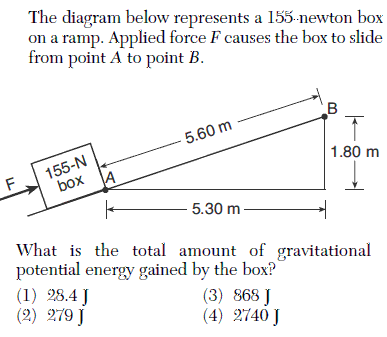 The diagram below represents a 155-newton box
on a ramp. Applied force F causes the box to slide
from point A to point B.
B
5.60 m
1.80 m
155-N
box
A
F
5.30 m
What is the total amount of gravitational
potential energy gained by the box?
(1) 28.4 J (3) 868 J
(2) 279 J (4) 2740 J